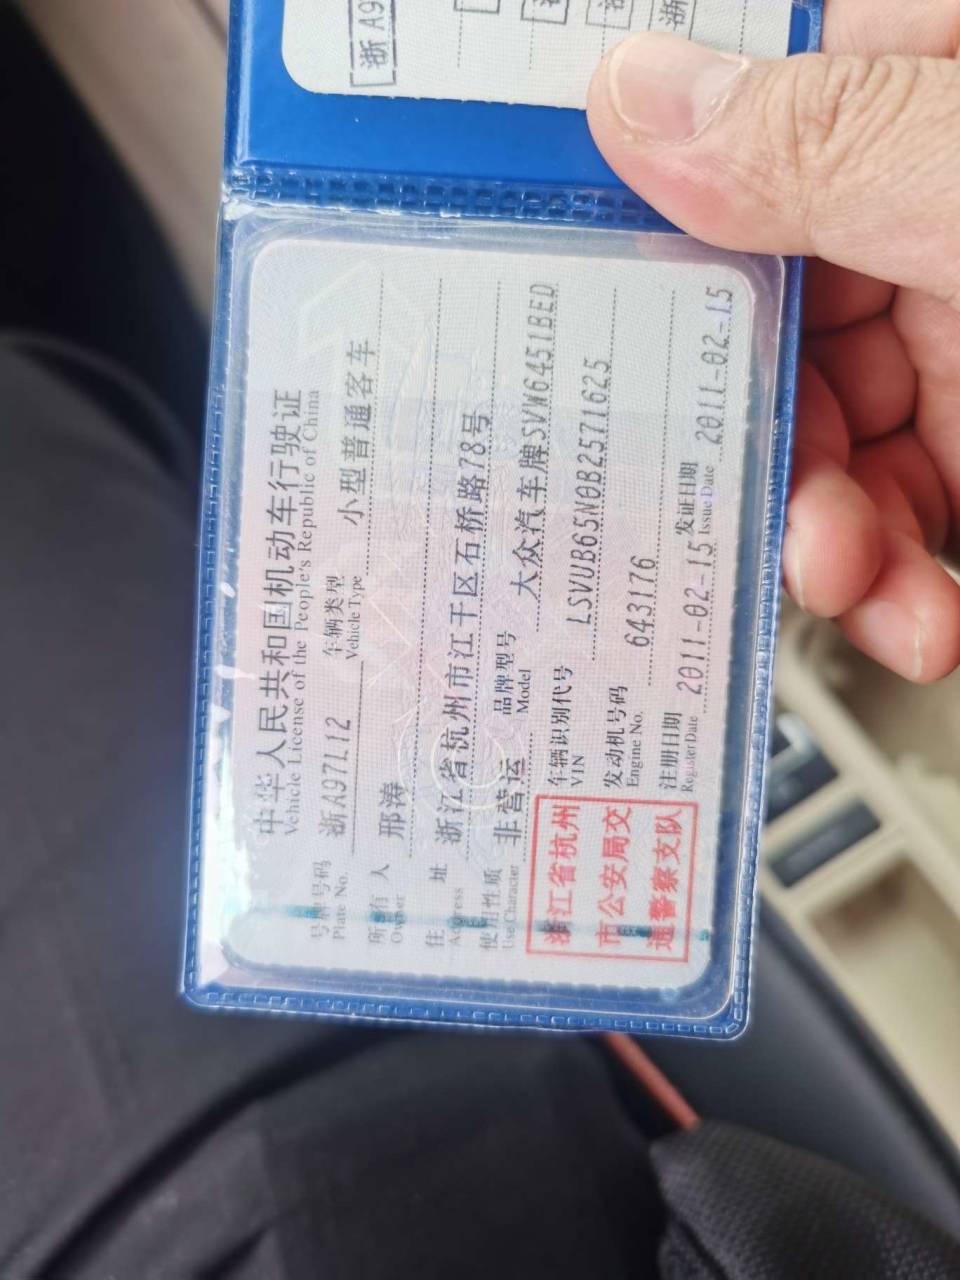 浙A97
中华人民共和国机动车行驶证
Vehicle License of the People's Republic of China
号牌号码 浙A97L12 车辆类型 小型普通客车
Plate No. Vehicle Type
所有人 邢涛
Owner
住址 浙江省杭州市江干区石桥路78号
Address
使用性质 非营运 品牌型号 大众汽车牌SVW6451BED
Use Character Model
浙江省杭州
市公安局交
通警察支队
车辆识别代号 LSVUB65N0B2571625
VIN
发动机号码 643176
Engine No.
注册日期 2011-02-15 发证日期 2011-02-15
Register Date Issue Date